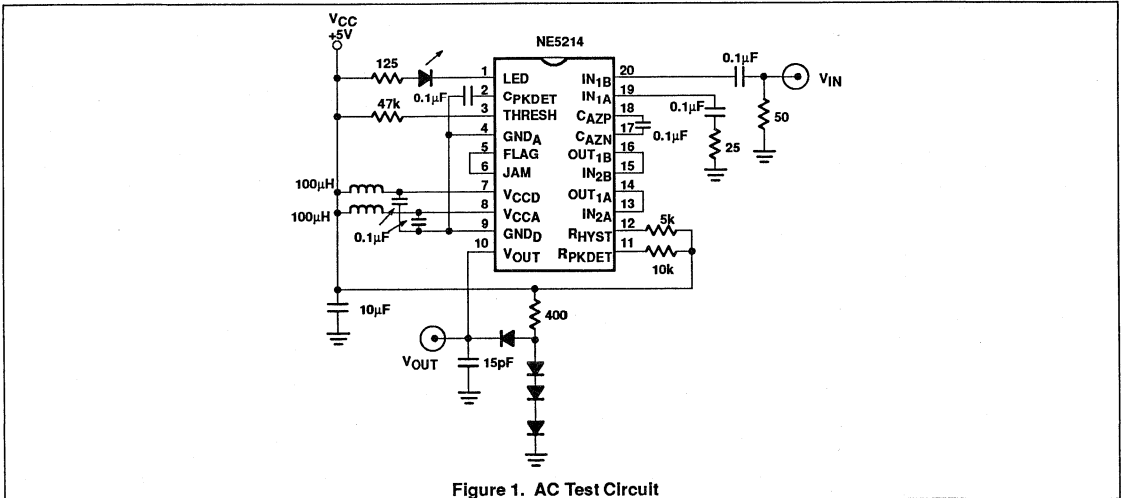 VCC
+5V
NE5214
125
0.1μF
47k
100μH
100μH
0.1μF
10μF
1 LED
2 CPKDET
3 THRESH
4 GNDA
5 FLAG
6 JAM
7 VCCD
8 VCCA
9 GNDD
10 VOUT
IN1B 20
IN1A 19
CAZP 18
CAZN 17
OUT1B 16
IN2B 15
OUT1A 14
IN2A 13
RHYST 12
RPKDET 11
0.1μF
VIN
0.1μF
50
0.1μF
25
5k
10k
400
VOUT
15pF
Figure 1. AC Test Circuit